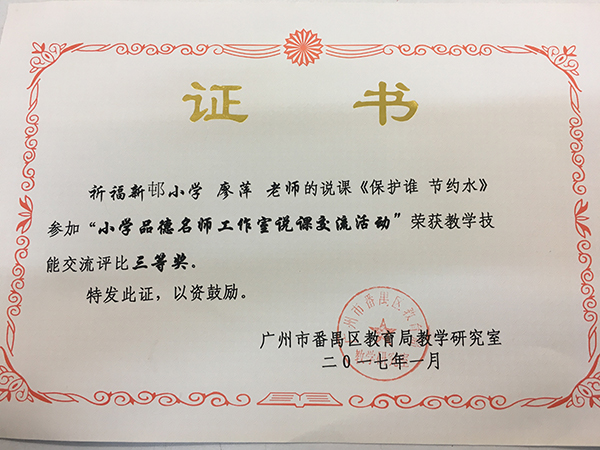 证书
祈福新邨小学 廖萍 老师的说课《保护谁 节约水》
参加“小学品德名师工作室说课交流活动”荣获教学技
能交流评比三等奖。
特发此证，以资鼓励。
广州市番禺区教育局教学研究室
二〇一七年一月